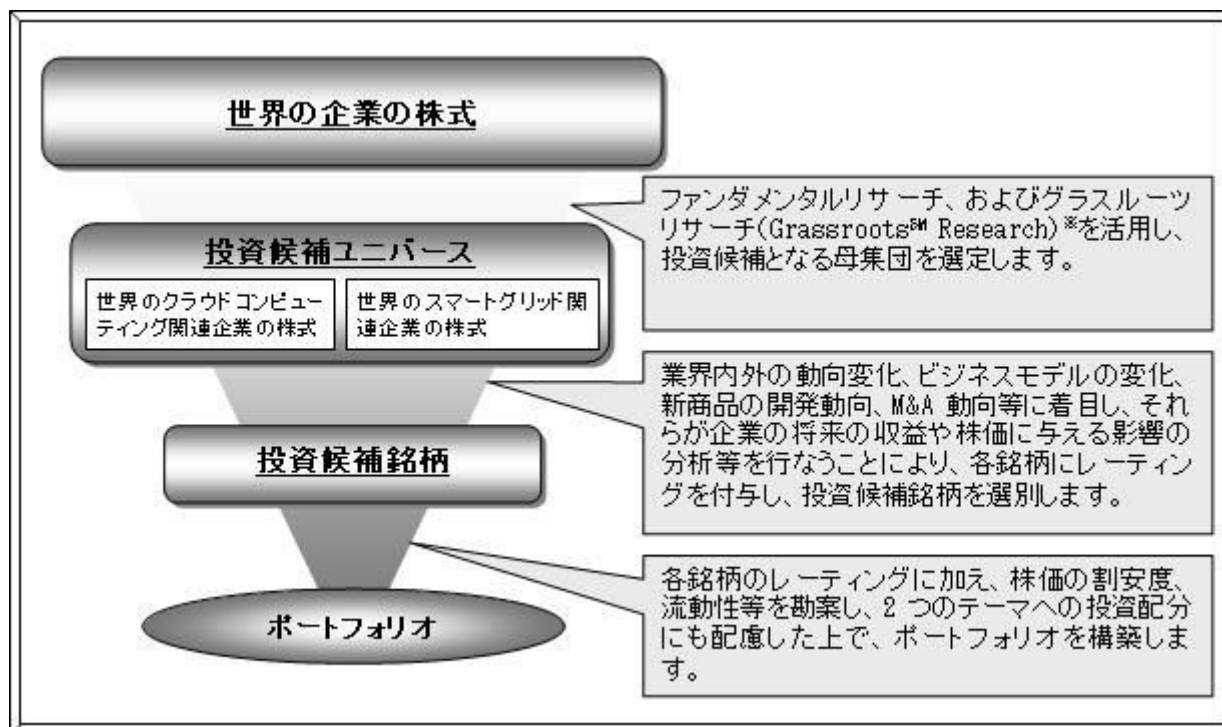 世界の企業の株式
ファンダメンタルリサーチ、およびグラスルーツ
リサーチ(Grassroots℠ Research)※を活用し、
投資候補となる母集団を選定します。
投資候補ユニバース
世界のクラウドコンピュー
ティング関連企業の株式
世界のスマートグリッド関
連企業の株式
業界内外の動向変化、ビジネスモデルの変化、
新商品の開発動向、M&A 動向等に着目し、それ
らが企業の将来の収益や株価に与える影響の
分析等を行なうことにより、各銘柄にレーティン
グを付与し、投資候補銘柄を選別します。
投資候補銘柄
各銘柄のレーティングに加え、株価の割安度、
流動性等を勘案し、2 つのテーマへの投資配分
にも配慮した上で、ポートフォリオを構築しま
す。
ポートフォリオ